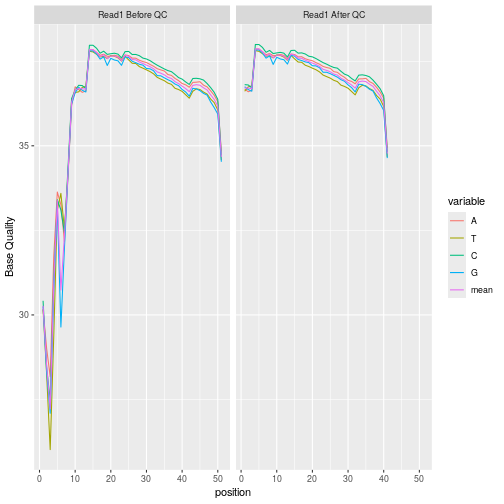 Read1 Before QC
Read1 After QC
Base Quality
35
30
0
10
20
30
40
50
0
10
20
30
40
50
position
variable
A
T
C
G
mean